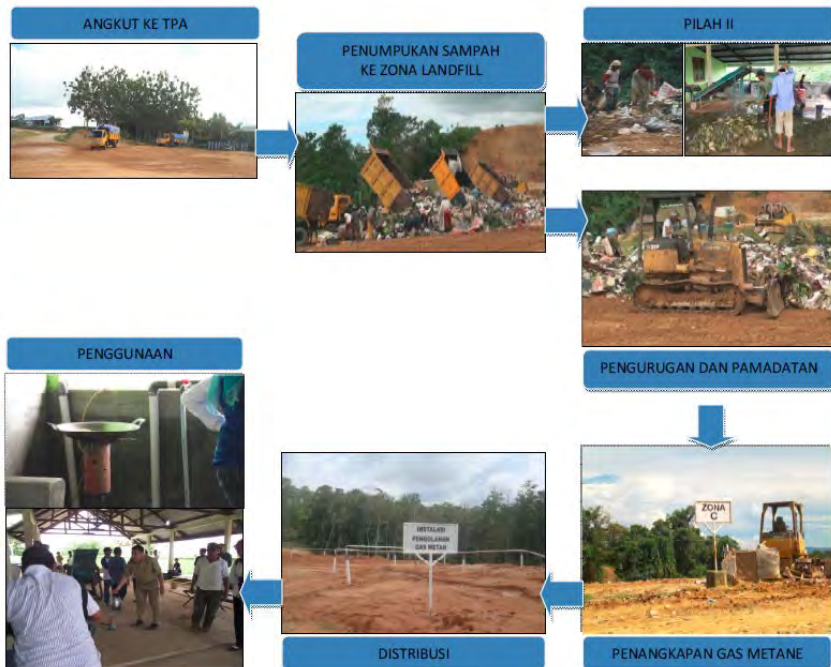 ANGKUT KE TPA
PENUMPUKAN SAMPAH
KE ZONA LANDFILL
PILAH II
PENGURUGAN DAN PAMADATAN
ZONA
C
PENANGKAPAN GAS METANE
INSTALASI
PENGOLAHAN
GAS METAN
DISTRIBUSI
PENGGUNAAN